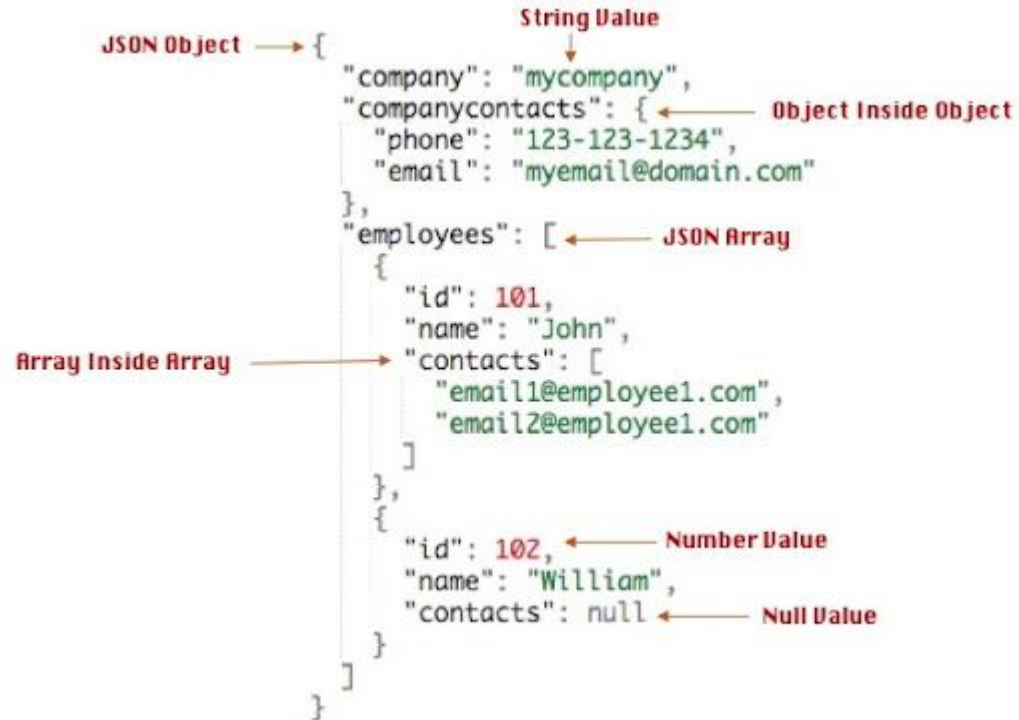 String Value
JSON Object {
"company": "mycompany",
"companycontacts": { Object Inside Object
"phone": "123-123-1234",
"email": "myemail@domain.com"
},
"employees": [ JSON Array
{
"id": 101,
"name": "John",
Array Inside Array "contacts": [
"email1@employee1.com",
"email2@employee1.com"
]
},
{
"id": 102, Number Value
"name": "William",
"contacts": null Null Value
}
]
}